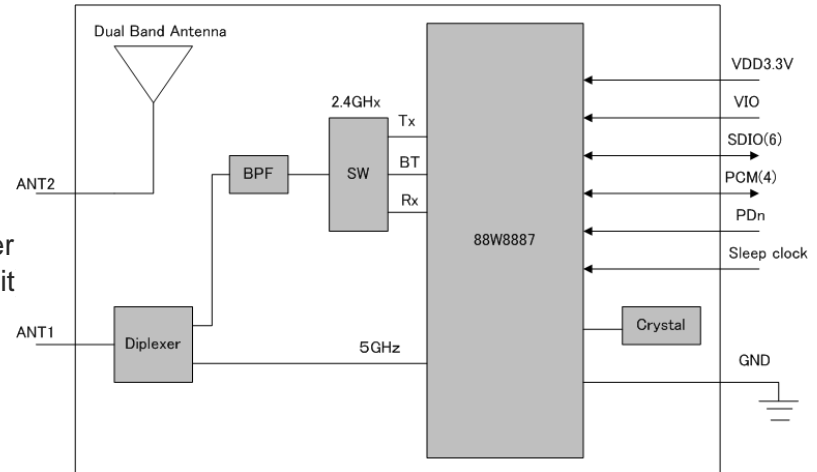 Dual Band Antenna
VDD3.3V
2.4GHx
VIO
Tx
SDIO(6)
BPF
SW
BT
PCM(4)
ANT2
Rx
PDn
88W8887
er
Sleep clock
it
ANT1
Diplexer
Crystal
5GHz
GND